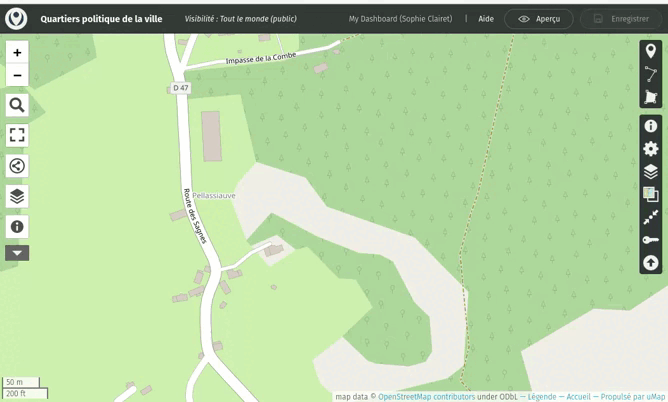 Quartiers politique de la ville
Visibilité : Tout le monde (public)
My Dashboard (Sophie Clairet)
|
Aide
Aperçu
Enregistrer
+
−
Impasse de la Combe
D 47
Pellassiauve
Route des Sagnes
50 m
200 ft
map data © OpenStreetMap contributors under ODbL — Légende — Accueil — Propulsé par uMap